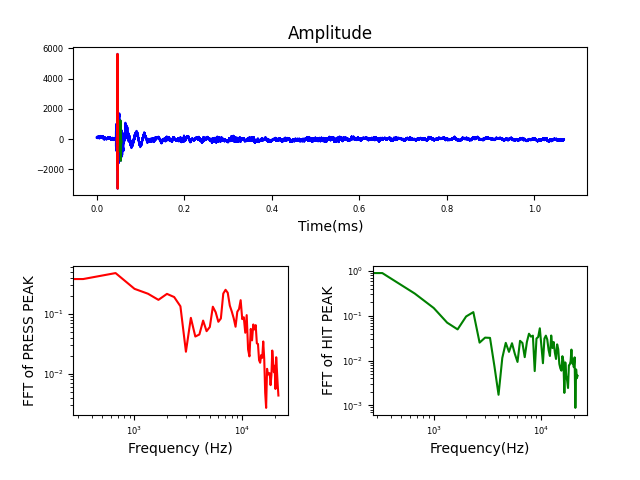 Amplitude
6000
4000
2000
0
−2000
0.0 0.2 0.4 0.6 0.8 1.0
Time(ms)
FFT of PRESS PEAK
10⁻¹
10⁻²
10³ 10⁴
Frequency (Hz)
FFT of HIT PEAK
10⁰
10⁻¹
10⁻²
10⁻³
10³ 10⁴
Frequency(Hz)